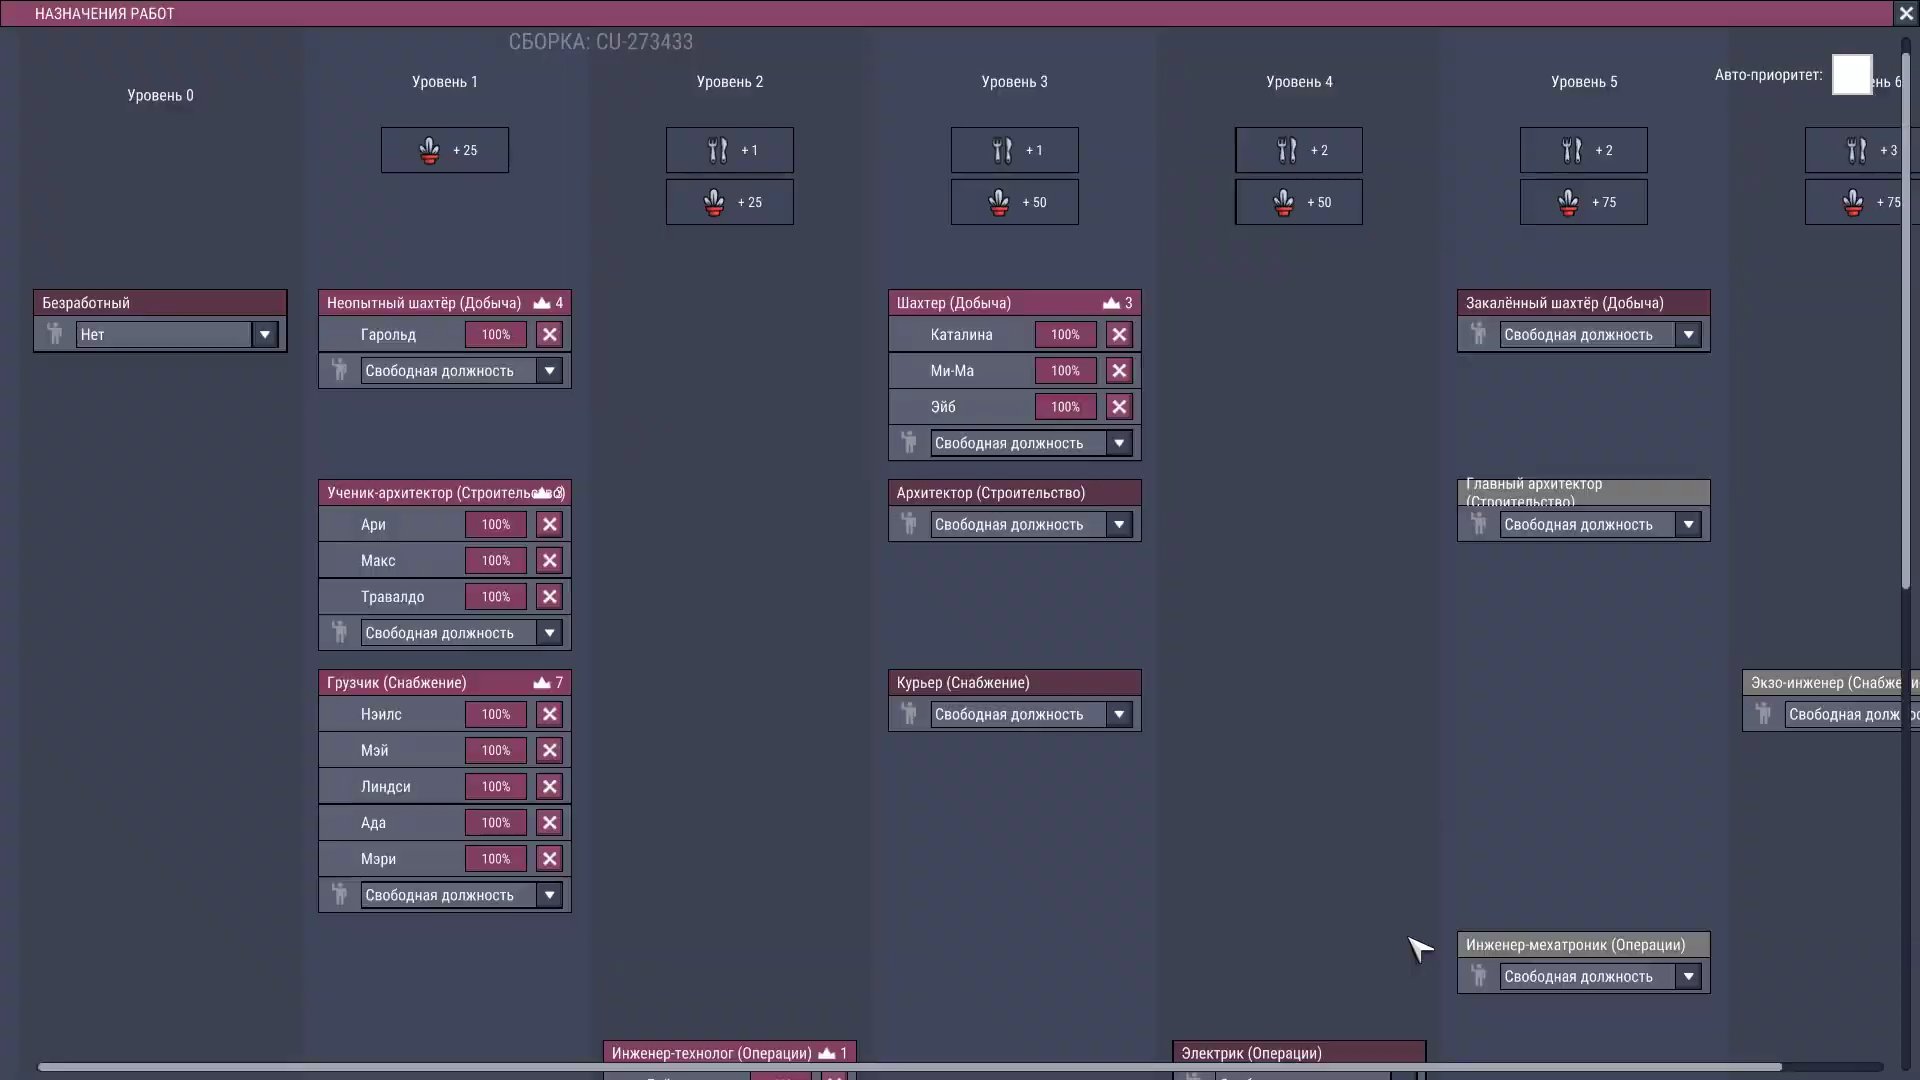 НАЗНАЧЕНИЯ РАБОТ
СБОРКА: CU-273433
Авто-приоритет:
Уровень 0
Уровень 1
Уровень 2
Уровень 3
Уровень 4
Уровень 5
+ 25
+ 1
+ 1
+ 2
+ 2
+ 3
+ 25
+ 50
+ 50
+ 75
+ 75
Безработный
Нет
Неопытный шахтёр (Добыча) 4
Гарольд 100%
Свободная должность
Шахтер (Добыча) 3
Каталина 100%
Ми-Ма 100%
Эйб 100%
Свободная должность
Закалённый шахтёр (Добыча)
Свободная должность
Ученик-архитектор (Строительство)
Ари 100%
Макс 100%
Травалдо 100%
Свободная должность
Архитектор (Строительство)
Свободная должность
Главный архитектор
(Строительство)
Свободная должность
Грузчик (Снабжение) 7
Нэилс 100%
Мэй 100%
Линдси 100%
Ада 100%
Мэри 100%
Свободная должность
Курьер (Снабжение)
Свободная должность
Экзо-инженер
Свободная
Инженер-мехатроник (Операции)
Свободная должность
Инженер-технолог (Операции) 1
Электрик (Операции)